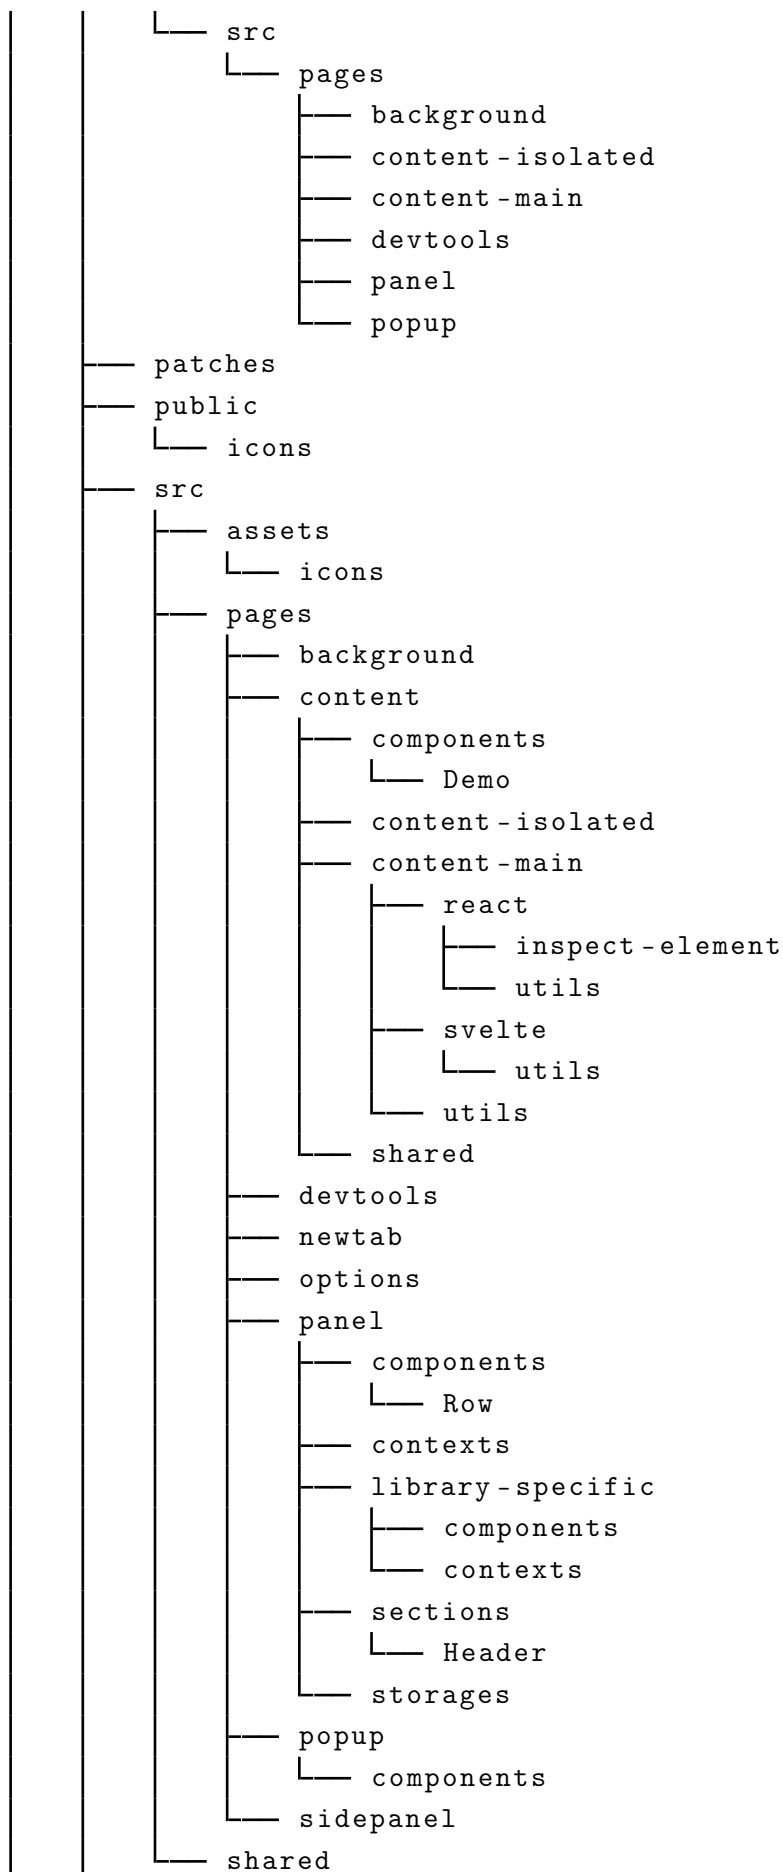 src
pages
background
content-isolated
content-main
devtools
panel
popup
patches
public
icons
src
assets
icons
pages
background
content
components
Demo
content-isolated
content-main
react
inspect-element
utils
svelte
utils
utils
shared
devtools
newtab
options
panel
components
Row
contexts
library-specific
components
contexts
sections
Header
storages
popup
components
sidepanel
shared